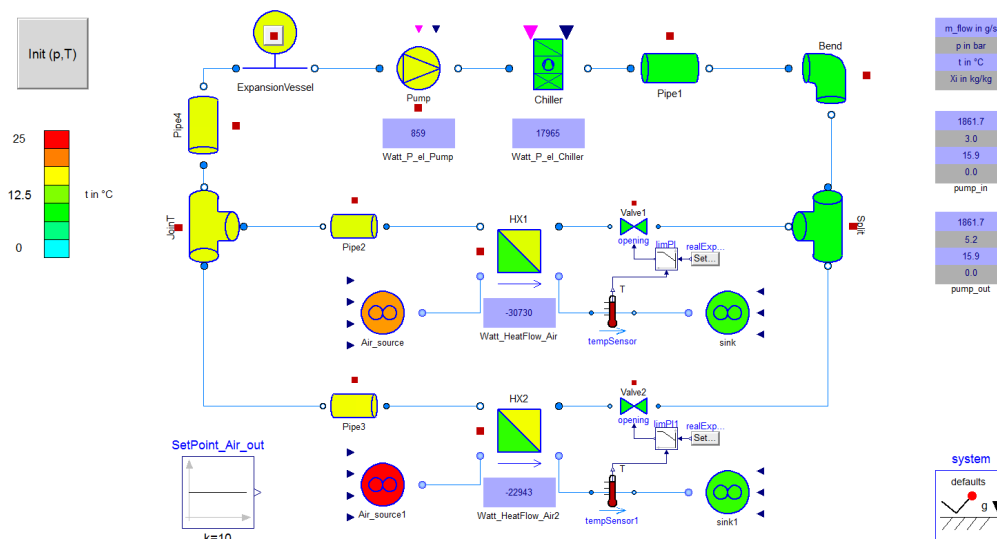 Init (p,T)
ExpansionVessel
Pump
Chiller
Pipe1
Bend
m_flow in g/s
p in bar
t in °C
Xi in kg/kg
Pipe4
859
Watt_P_el_Pump
17965
Watt_P_el_Chiller
1861.7
3.0
15.9
0.0
pump_in
25
12.5
0
t in °C
JoinT
Pipe2
HX1
Valve1
opening
limPI
realExp...
Set...
Split
1861.7
5.2
15.9
0.0
pump_out
Air_source
-30730
Watt_HeatFlow_Air
T
tempSensor
sink
Pipe3
HX2
Valve2
opening
limPI1
realExp...
Set...
SetPoint_Air_out
k=10
Air_source1
-22943
Watt_HeatFlow_Air2
T
tempSensor1
sink1
system
defaults
g